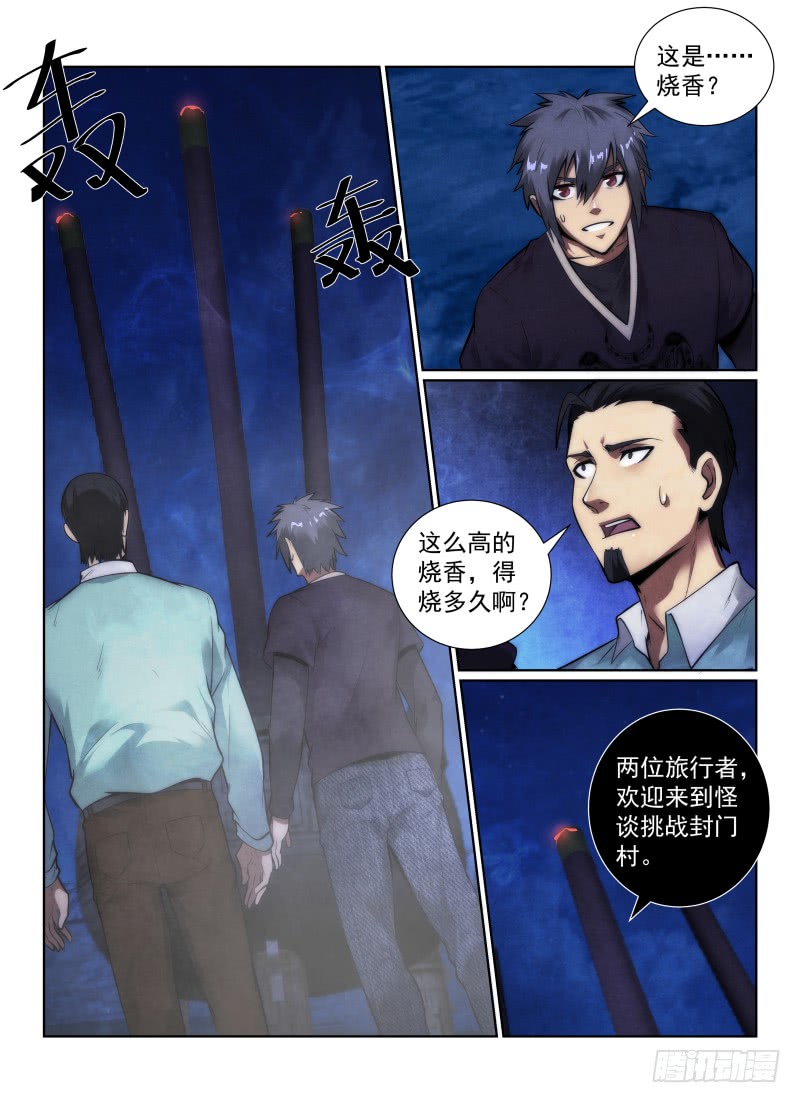 轰
轰
这是……
烧香？
这么高的
烧香，得
烧多久啊？
两位旅行者，
欢迎来到怪
谈挑战封门
村。
腾讯动漫